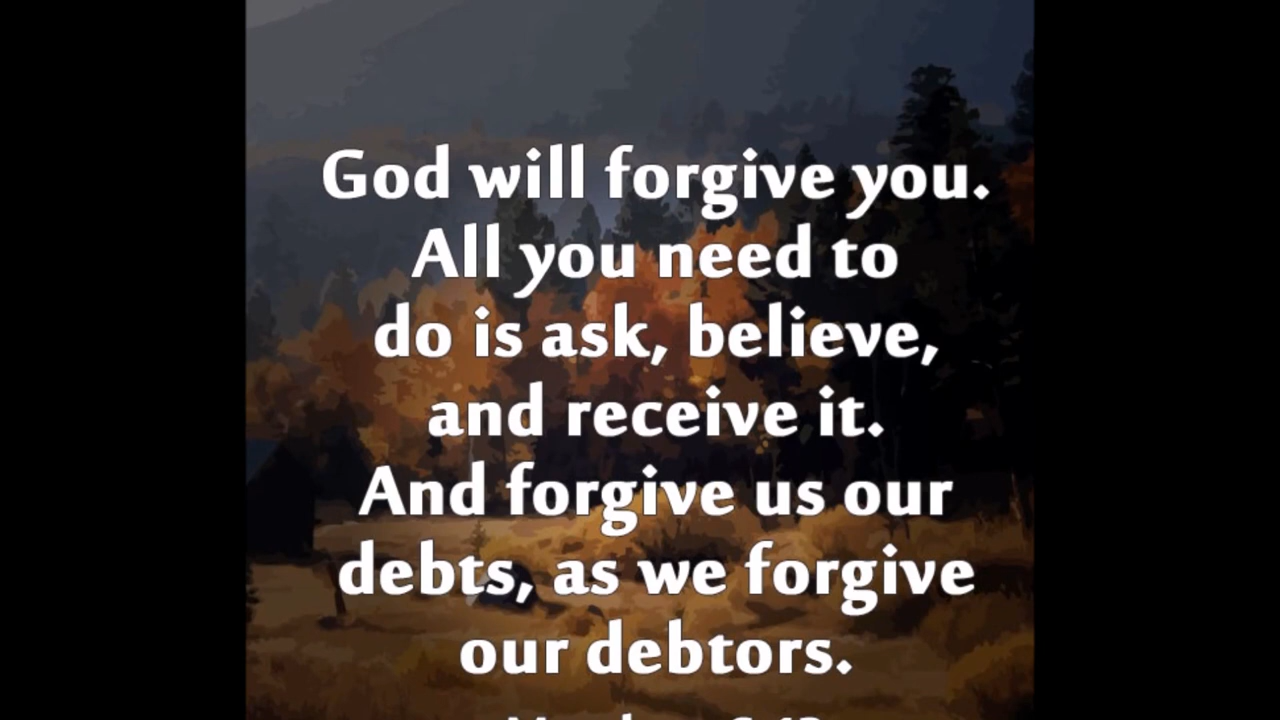 God will forgive you.
All you need to
do is ask, believe,
and receive it.
And forgive us our
debts, as we forgive
our debtors.